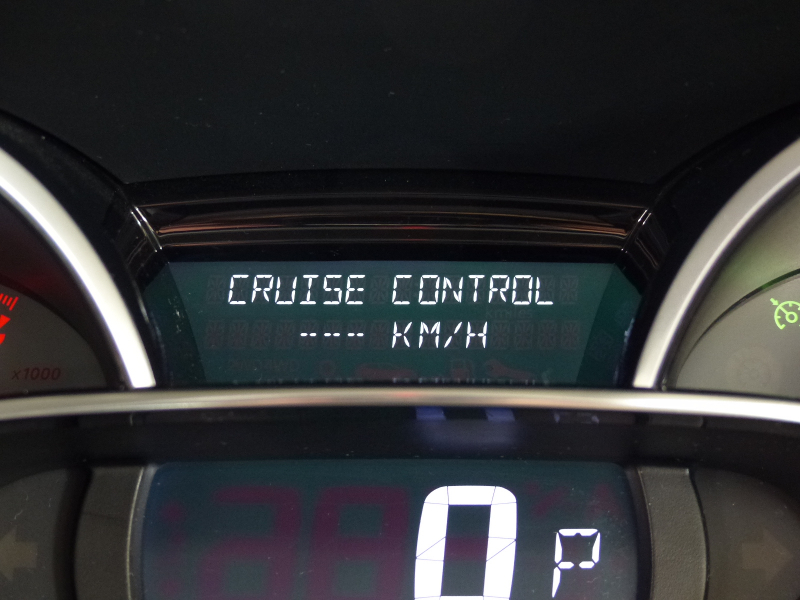 CRUISE CONTROL
--- KM/H
x1000
0
P